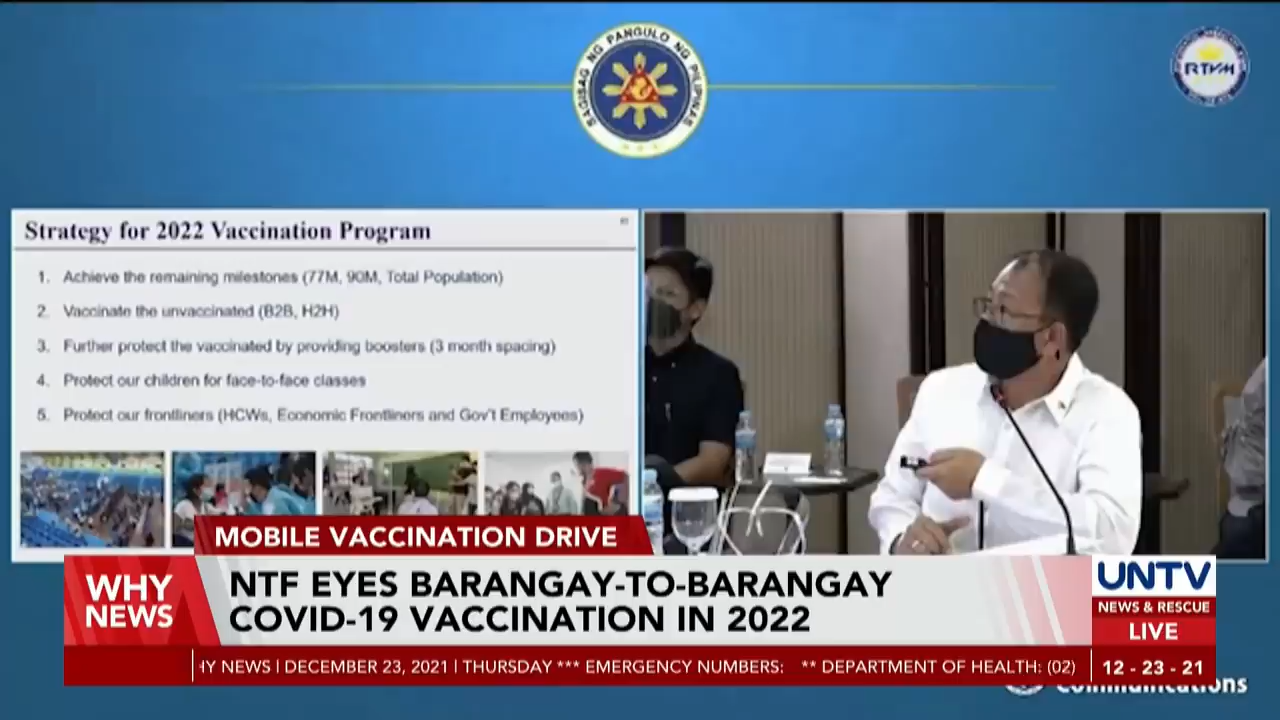 SAGISAG NG PANGULO NG PILIPINAS
RTVM
Strategy for 2022 Vaccination Program
1. Achieve the remaining milestones (77M, 90M, Total Population)
2. Vaccinate the unvaccinated (B2B, H2H)
3. Further protect the vaccinated by providing boosters (3 month spacing)
4. Protect our children for face-to-face classes
5. Protect our frontliners (HCWs, Economic Frontliners and Gov't Employees)
MOBILE VACCINATION DRIVE
WHY NEWS
NTF EYES BARANGAY-TO-BARANGAY
COVID-19 VACCINATION IN 2022
UNTV
NEWS & RESCUE
LIVE
HY NEWS | DECEMBER 23, 2021 | THURSDAY *** EMERGENCY NUMBERS: ** DEPARTMENT OF HEALTH: (02)
12 - 23 - 21